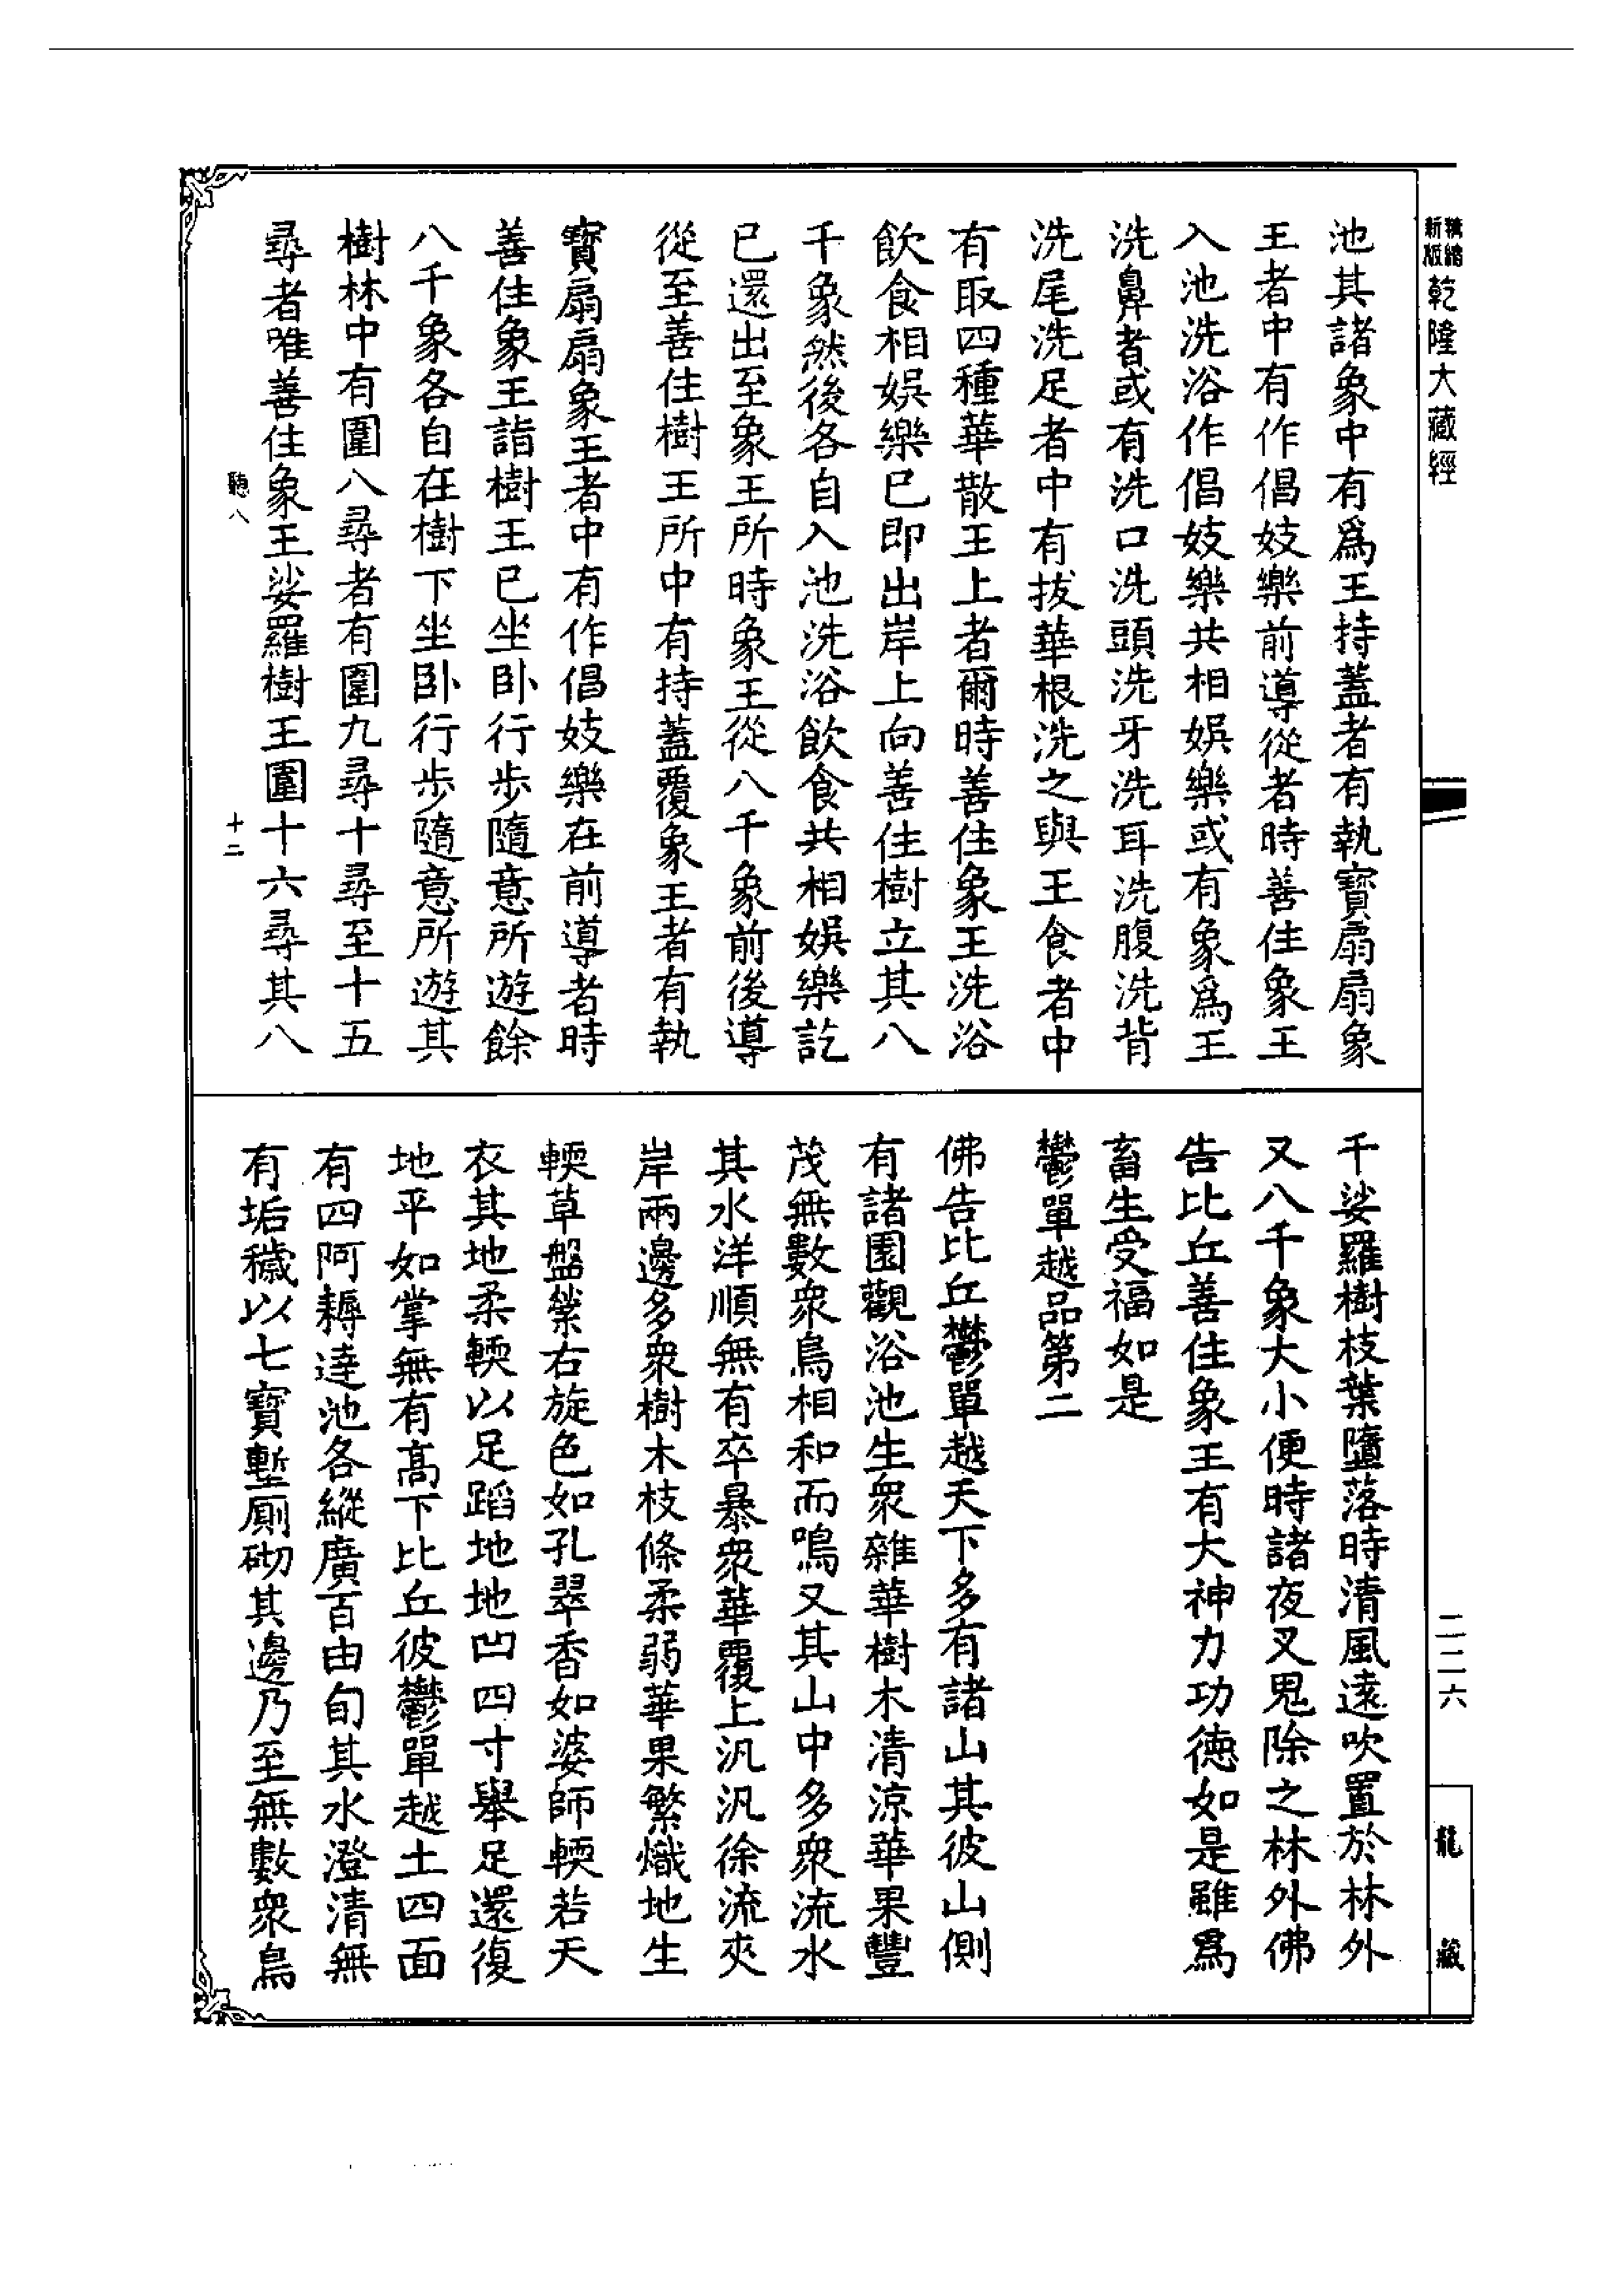 精縮新版乾隆大藏經
二二六
龍藏
池其諸象中有爲王持蓋者有執寶扇扇象
王者中有作倡妓樂前導從者時善住象王
入池洗浴作倡妓樂共相娛樂或有象爲王
洗鼻者或有洗口洗頭洗牙洗耳洗腹洗背
洗尾洗足者中有拔華根洗之與王食者中
有取四種華散王上者爾時善住象王洗浴
飲食相娛樂已即出岸上向善住樹立其八
千象然後各自入池洗浴飲食共相娛樂訖
已還出至象王所時象王從八千象前後導
從至善住樹王所中有持蓋覆象王者有執
寶扇扇象王者中有作倡妓樂在前導者時
善住象王詣樹王已坐臥行步隨意所遊餘
八千象各自在樹下坐臥行步隨意所遊其
樹林中有圍八尋者有圍九尋十尋至十五
尋者唯善住象王娑羅樹王圍十六尋其八
聽八
十二
千娑羅樹枝葉墮落時清風遠吹置於林外
又八千象大小便時諸夜叉鬼除之林外佛
告比丘善住象王有大神力功德如是雖爲
畜生受福如是
鬱單越品第二
佛告比丘鬱單越天下多有諸山其彼山側
有諸園觀浴池生衆雜華樹木清涼華果豐
茂無數衆鳥相和而鳴又其山中多衆流水
其水洋順無有卒暴衆華覆上汎汎徐流夾
岸兩邊多衆樹木枝條柔弱華果繁熾地生
輭草盤縈右旋色如孔翠香如婆師輭若天
衣其地柔輭以足蹈地地凹四寸舉足還復
地平如掌無有高下比丘彼鬱單越土四面
有四阿耨達池各縱廣百由旬其水澄清無
有垢穢以七寶塹厠砌其邊乃至無數衆鳥